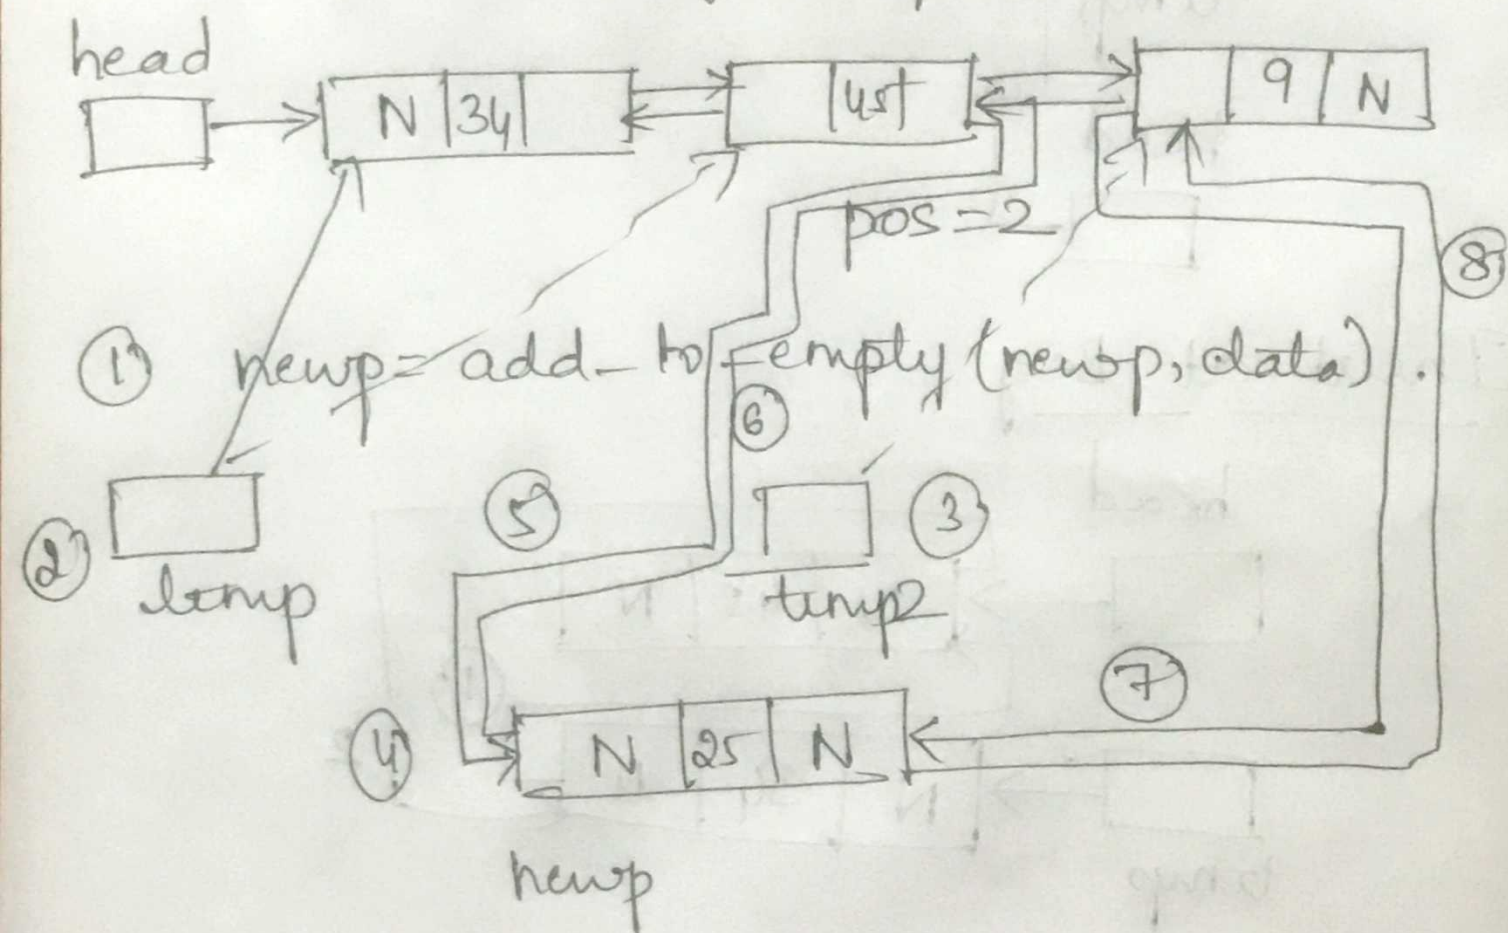 head
N 34 45 9 N
pos=2
8
1 newp= add_to_empty (newp, data).
6
5 3
2
temp temp2
7
4 N 25 N
newp